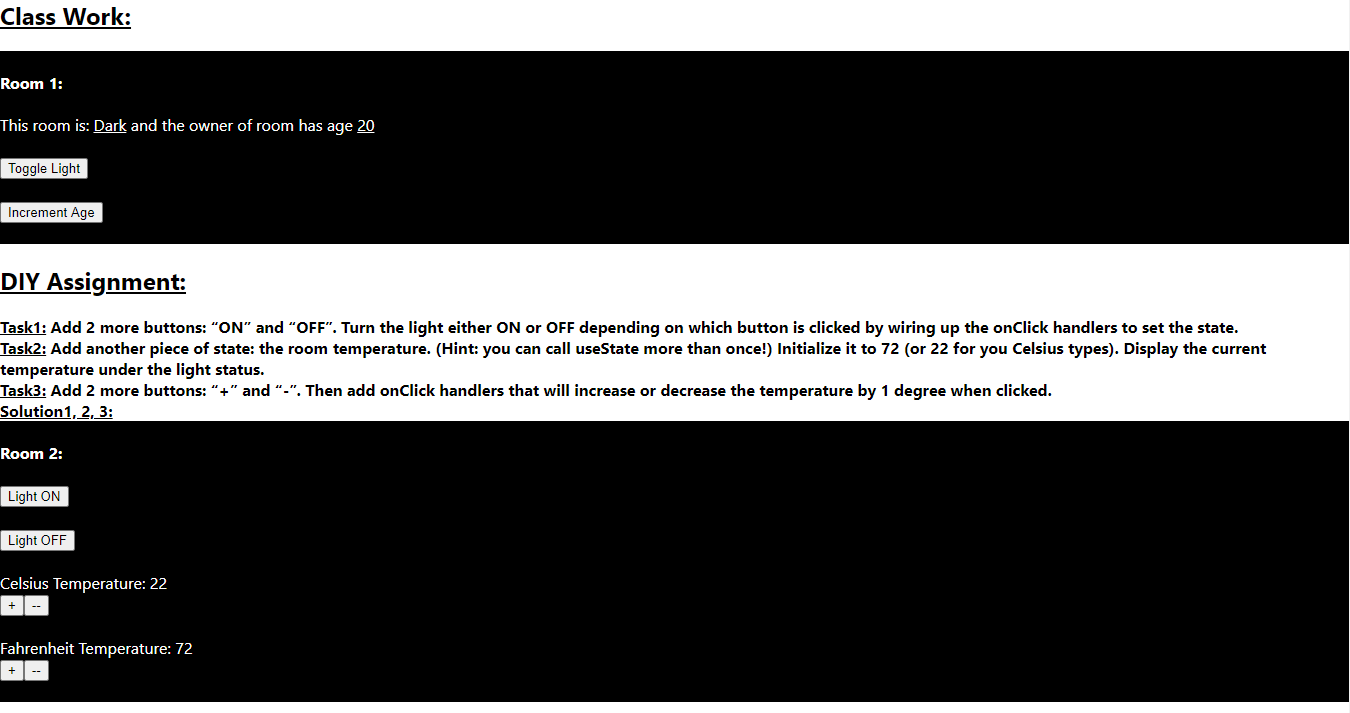 Class Work:
Room 1:
This room is: Dark and the owner of room has age 20
Toggle Light
Increment Age
DIY Assignment:
Task1: Add 2 more buttons: “ON” and “OFF”. Turn the light either ON or OFF depending on which button is clicked by wiring up the onClick handlers to set the state.
Task2: Add another piece of state: the room temperature. (Hint: you can call useState more than once!) Initialize it to 72 (or 22 for you Celsius types). Display the current
temperature under the light status.
Task3: Add 2 more buttons: “+” and “-”. Then add onClick handlers that will increase or decrease the temperature by 1 degree when clicked.
Solution1, 2, 3:
Room 2:
Light ON
Light OFF
Celsius Temperature: 22
+ --
Fahrenheit Temperature: 72
+ --